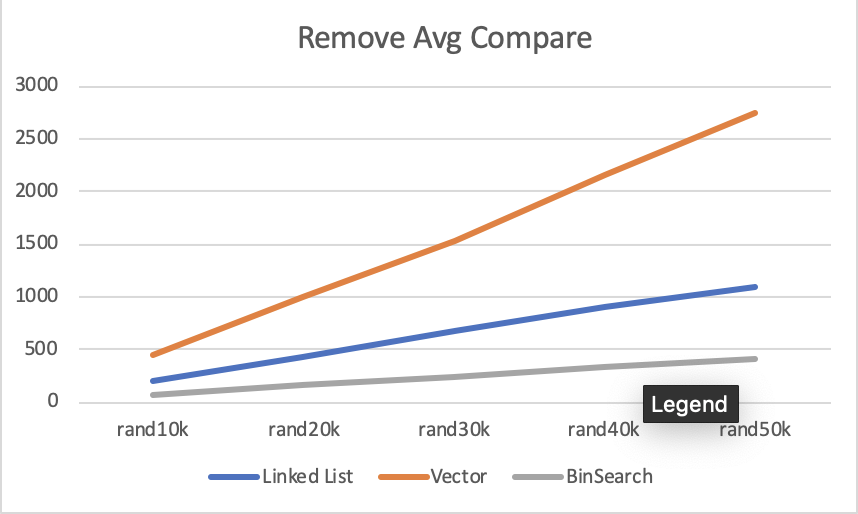 Remove Avg Compare
3000
2500
2000
1500
1000
500
0
Legend
rand10k rand20k rand30k rand40k rand50k
Linked List Vector BinSearch